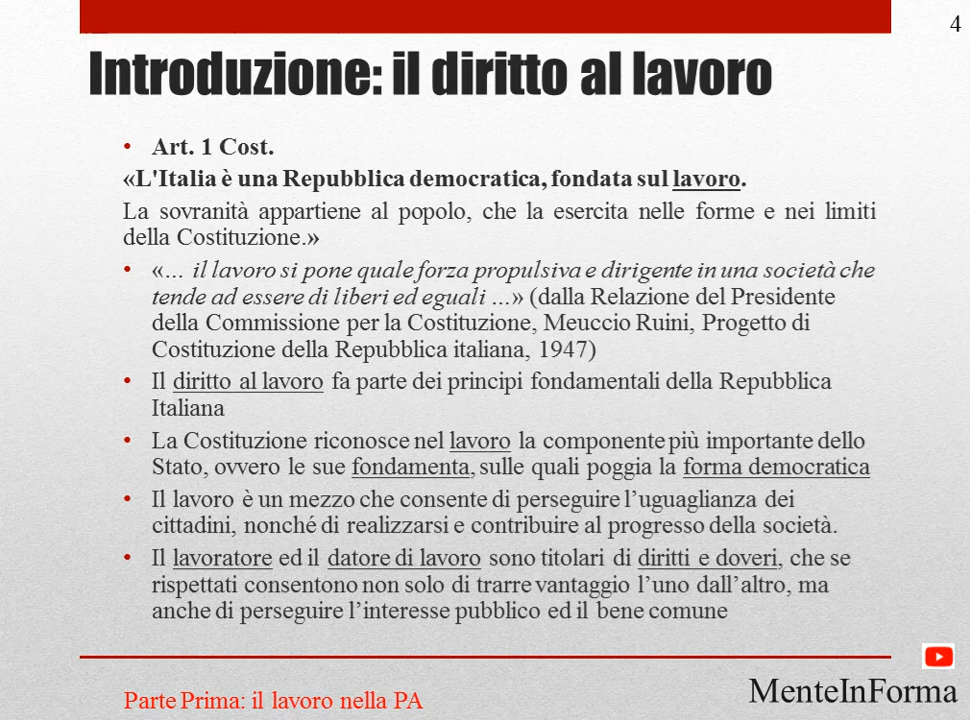 4
Introduzione: il diritto al lavoro
• Art. 1 Cost.
«L'Italia è una Repubblica democratica, fondata sul lavoro.
La sovranità appartiene al popolo, che la esercita nelle forme e nei limiti
della Costituzione.»
• «... il lavoro si pone quale forza propulsiva e dirigente in una società che
tende ad essere di liberi ed eguali ...» (dalla Relazione del Presidente
della Commissione per la Costituzione, Meuccio Ruini, Progetto di
Costituzione della Repubblica italiana, 1947)
• Il diritto al lavoro fa parte dei principi fondamentali della Repubblica
Italiana
• La Costituzione riconosce nel lavoro la componente più importante dello
Stato, ovvero le sue fondamenta, sulle quali poggia la forma democratica
• Il lavoro è un mezzo che consente di perseguire l’uguaglianza dei
cittadini, nonché di realizzarsi e contribuire al progresso della società.
• Il lavoratore ed il datore di lavoro sono titolari di diritti e doveri, che se
rispettati consentono non solo di trarre vantaggio l’uno dall’altro, ma
anche di perseguire l’interesse pubblico ed il bene comune
Parte Prima: il lavoro nella PA
MenteInForma